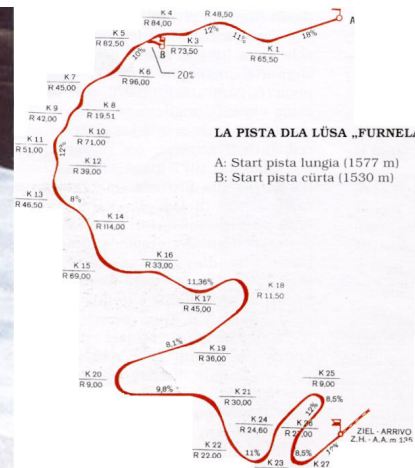 K 4
R 84,00
R 48,50
A
K 5
R 82,50
12%
11%
18%
K 3
R 73,50
B
K 1
R 65,50
10%
20%
K 6
R 96,00
K 7
R 45,00
K 8
R 19,51
K 9
R 42,00
K 10
R 71,00
LA PISTA DLA LÜSA „FURNELA
K 11
R 51,00
12%
K 12
R 39,00
A: Start pista lungia (1577 m)
B: Start pista cürta (1530 m)
K 13
R 46,50
8%
K 14
R 114,00
K 15
R 69,00
K 16
R 33,00
11,36%
K 17
R 45,00
K 18
R 11,50
8,1%
K 19
R 36,00
K 20
R 9,00
9,8%
K 21
R 30,00
K 25
R 9,00
8,5%
12%
K 24
R 24,60
K 26
K 22
R 22,00
11%
K 23
8,5%
K 27
12%
ZIEL - ARRIVO
Z.H. - A.A. m